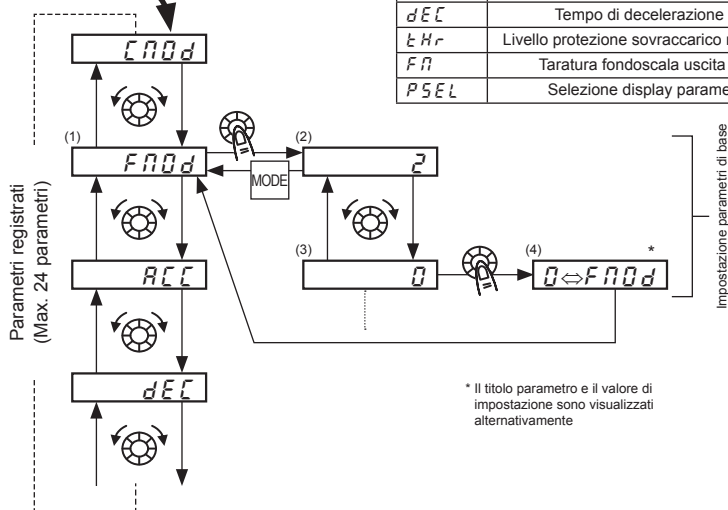 dEC Tempo di decelerazione
tHr Livello protezione sovraccarico
FM Taratura fondoscala uscita
PSEL Selezione display
CMOd
(1)
FMOd
(2)
2
MODE
(3)
0
(4)
*
0⇔FMOd
ACC
dEC
Parametri registrati
(Max. 24 parametri)
Impostazione parametri di base
* Il titolo parametro e il valore di
impostazione sono visualizzati
alternativamente